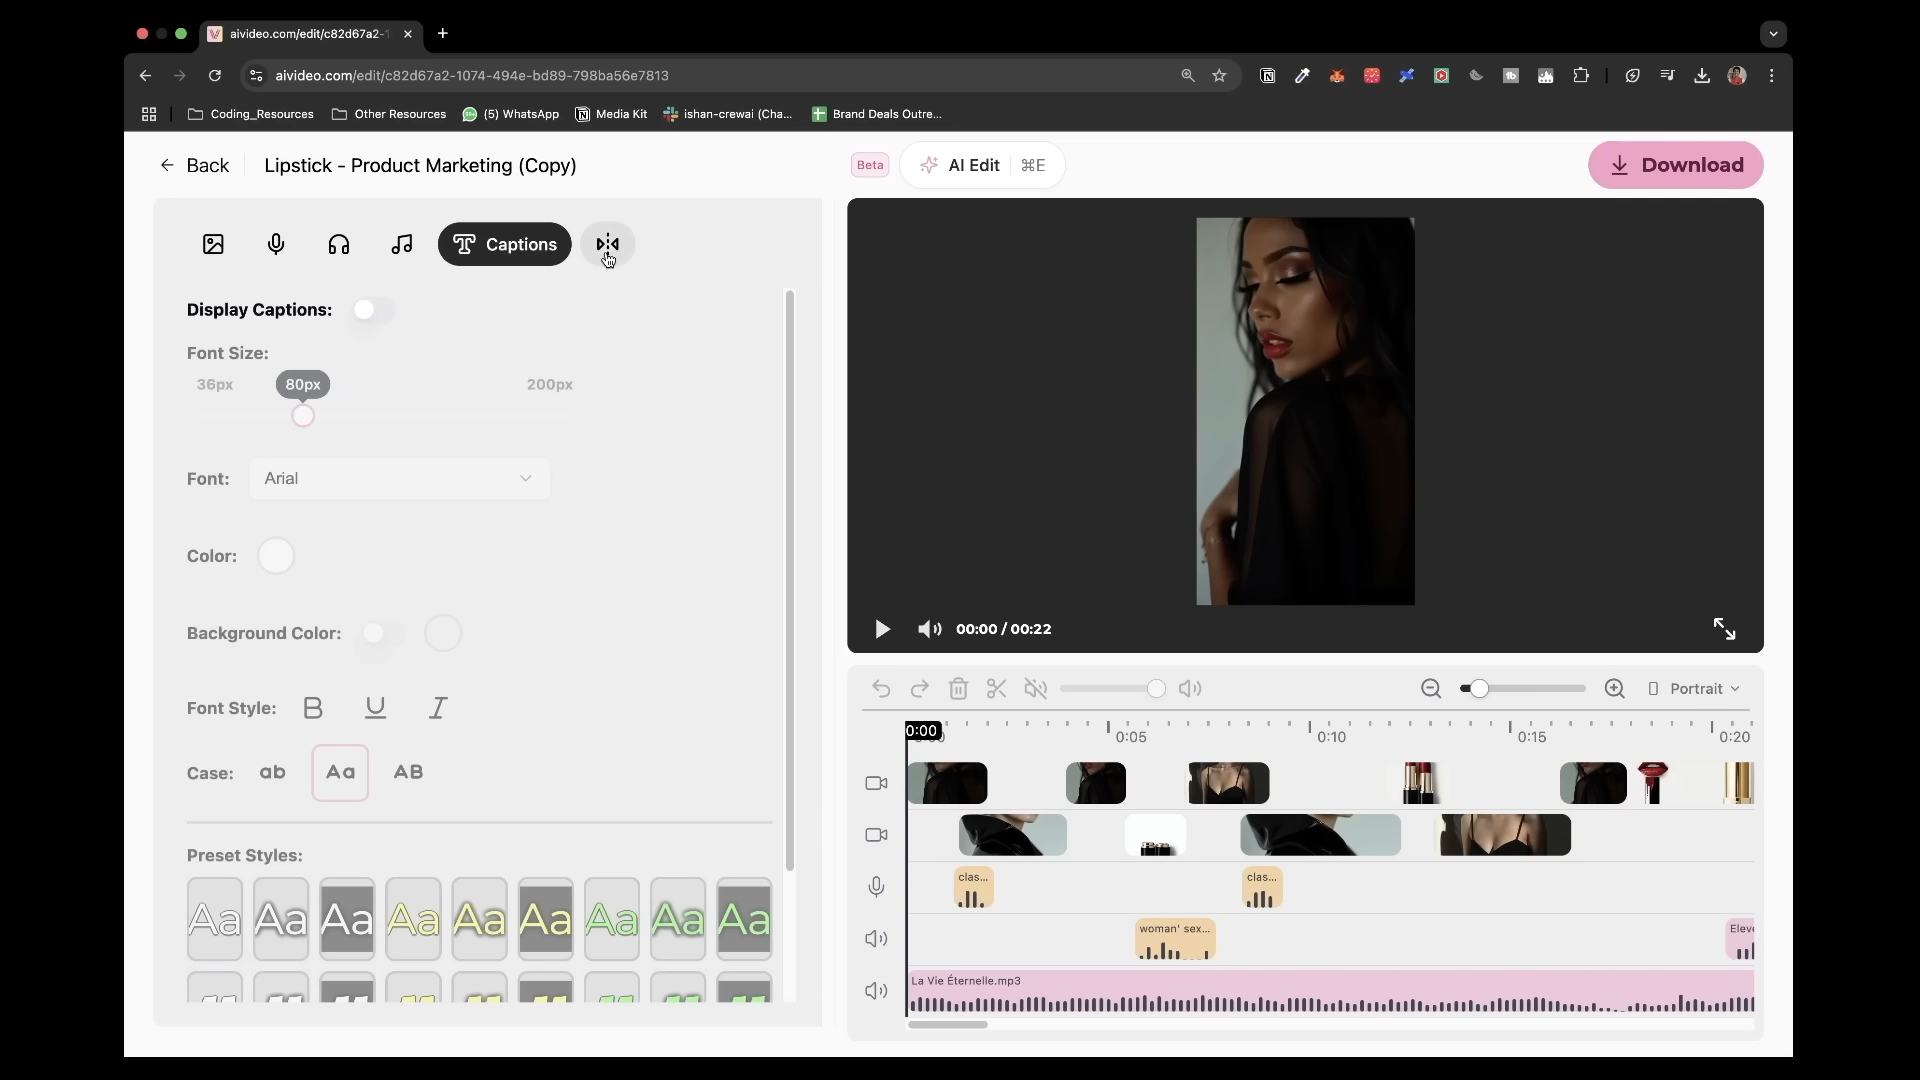 aivideo.com/edit/c82d67a2-1
aivideo.com/edit/c82d67a2-1074-494e-bd89-798ba56e7813
Coding_Resources
Other Resources
(5) WhatsApp
Media Kit
ishan-crewai (Cha...
Brand Deals Outre...
Back
Lipstick - Product Marketing (Copy)
Beta
AI Edit
⌘E
Download
Captions
Display Captions:
Font Size:
36px
80px
200px
Font:
Arial
Color:
Background Color:
Font Style:
B U I
Case:
ab
Aa
AB
Preset Styles:
Aa Aa Aa Aa Aa Aa Aa Aa Aa
00:00 / 00:22
Portrait
0:00
0:05
0:10
0:15
0:20
clas...
clas...
woman' sex...
Eleve
La Vie Éternelle.mp3